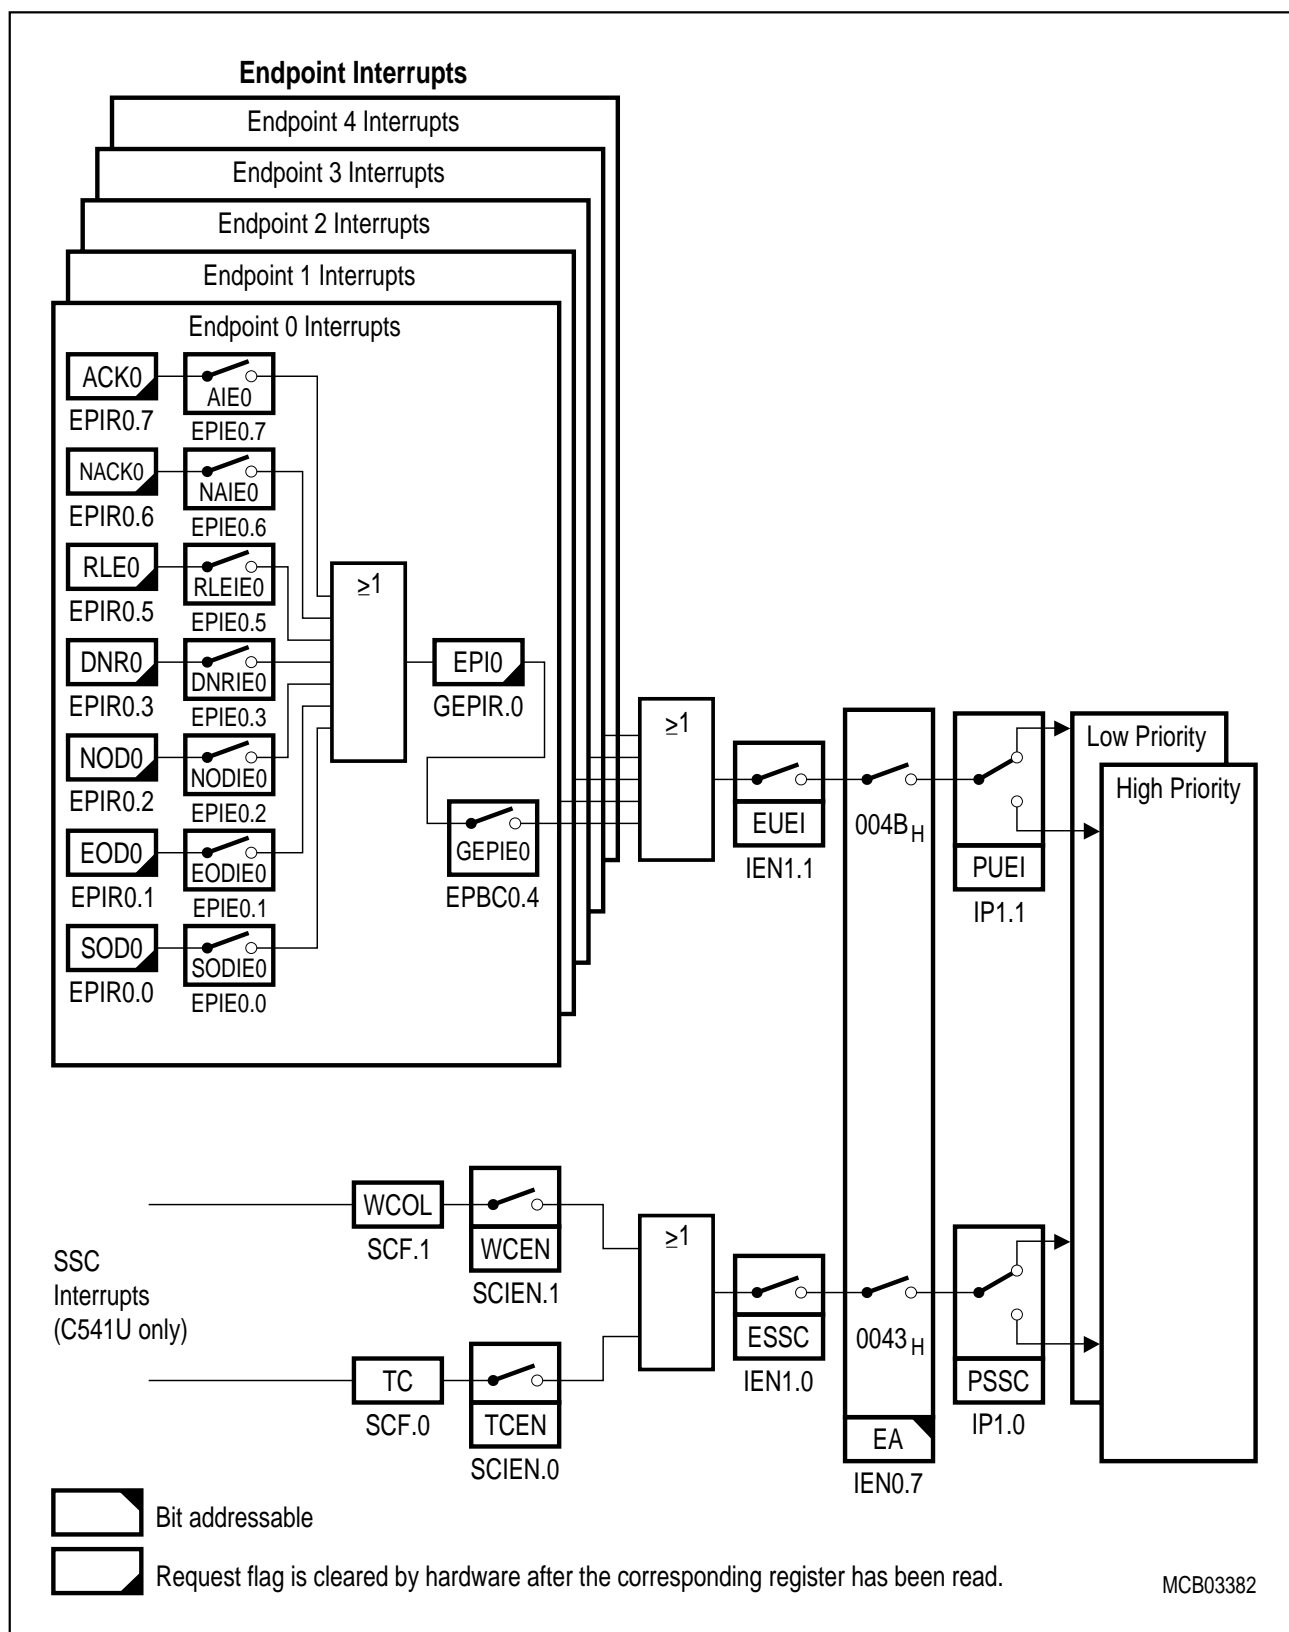 Endpoint Interrupts
Endpoint 4 Interrupts
Endpoint 3 Interrupts
Endpoint 2 Interrupts
Endpoint 1 Interrupts
Endpoint 0 Interrupts
ACK0
AIE0
EPIR0.7
EPIE0.7
NACK0
NAIE0
EPIR0.6
EPIE0.6
RLE0
RLEIE0
EPIR0.5
EPIE0.5
≥1
DNR0
DNRIE0
EPIR0.3
EPIE0.3
EPI0
GEPIR.0
NOD0
NODIE0
EPIR0.2
EPIE0.2
EOD0
EODIE0
EPIR0.1
EPIE0.1
GEPIE0
EPBC0.4
SOD0
SODIE0
EPIR0.0
EPIE0.0
≥1
EUEI
IEN1.1
004B H
PUEI
IP1.1
Low Priority
High Priority
SSC
Interrupts
(C541U only)
WCOL
SCF.1
WCEN
SCIEN.1
TC
SCF.0
TCEN
SCIEN.0
≥1
ESSC
IEN1.0
0043 H
EA
IEN0.7
PSSC
IP1.0
Bit addressable
Request flag is cleared by hardware after the corresponding register has been read.
MCB03382